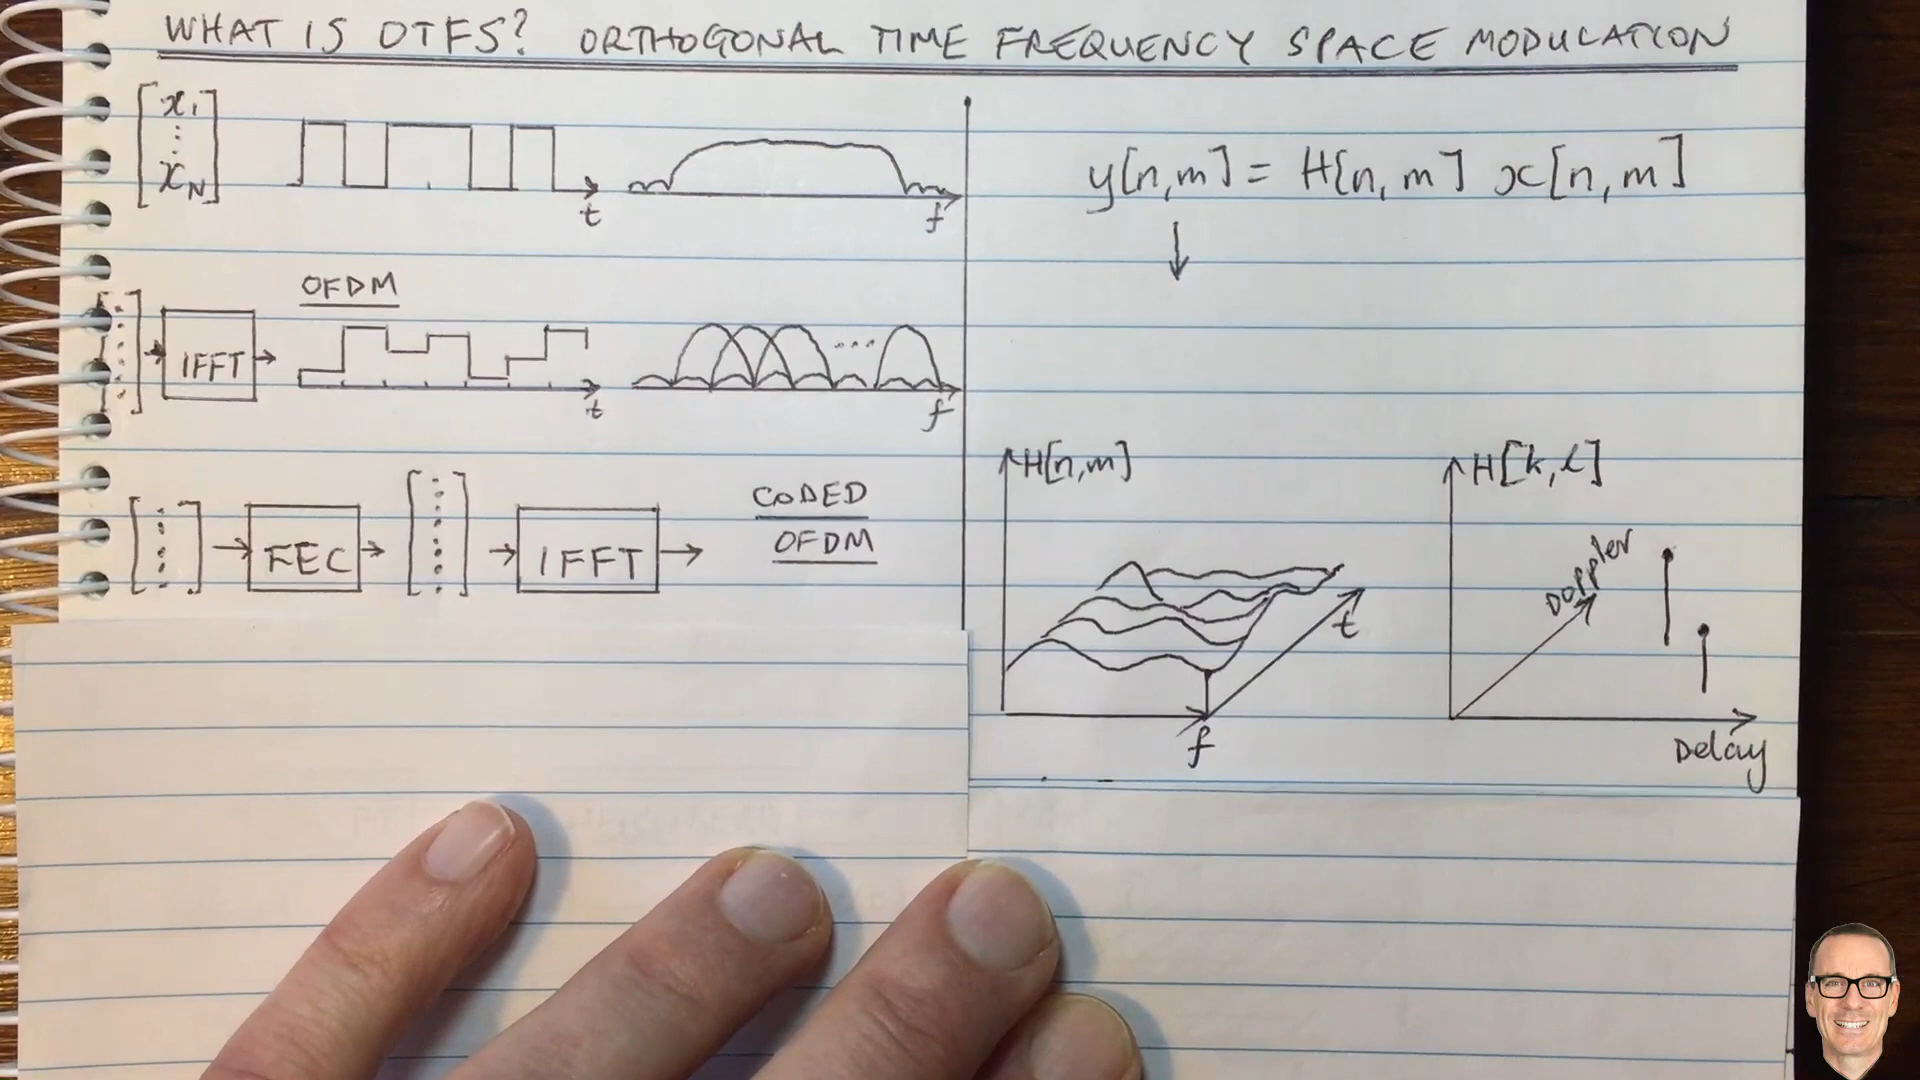 WHAT IS OTFS? ORTHOGONAL TIME FREQUENCY SPACE MODULATION
x1
⋮
xN
t
f
OFDM
IFFT
t
f
FEC
IFFT
CODED
OFDM
y[n,m] = H[n,m] x[n,m]
↓
H[n,m]
t
f
H[k,l]
Doppler
Delay